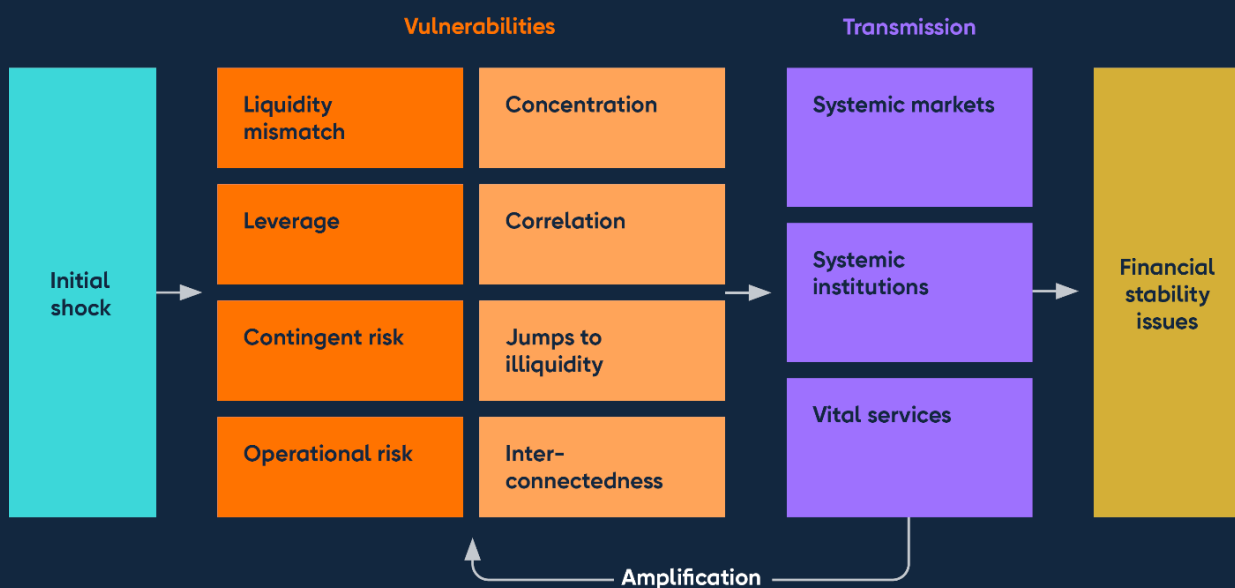 Vulnerabilities
Transmission
Initial
shock
Liquidity
mismatch
Concentration
Leverage
Correlation
Contingent risk
Jumps to
illiquidity
Operational risk
Inter-
connectedness
Systemic markets
Systemic
institutions
Vital services
Financial
stability
issues
Amplification